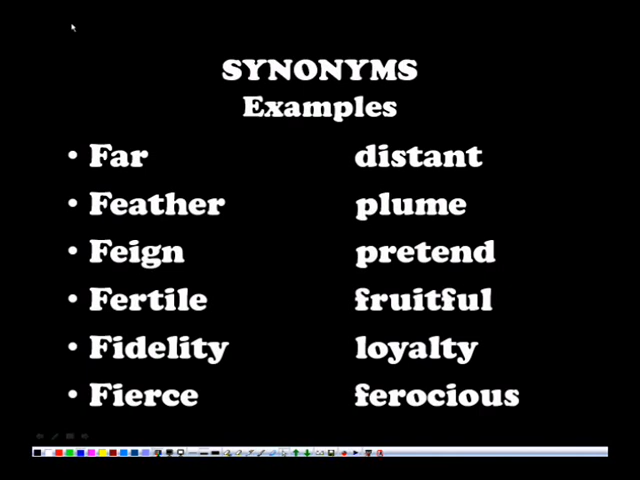 SYNONYMS
Examples
• Far distant
• Feather plume
• Feign pretend
• Fertile fruitful
• Fidelity loyalty
• Fierce ferocious